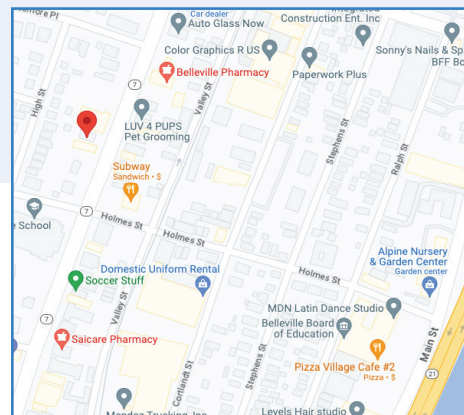 Car dealer
Auto Glass Now
Construction Ent. Inc
Color Graphics R US
Sonny's Nails & Sp
BFF Bo
Belleville Pharmacy
Paperwork Plus
High St
7
Valley St
LUV 4 PUPS
Pet Grooming
Stephens St
Ralph St
Subway
Sandwich • $
7
Holmes St
School
Holmes St
Alpine Nursery
& Garden Center
Garden center
Domestic Uniform Rental
Holmes St
Soccer Stuff
Valley St
MDN Latin Dance Studio
7
Belleville Board
of Education
Main St
Saicare Pharmacy
Pizza Village Cafe #2
Pizza • $
21
Cortlandt St
Stephens St
Levels Hair studio